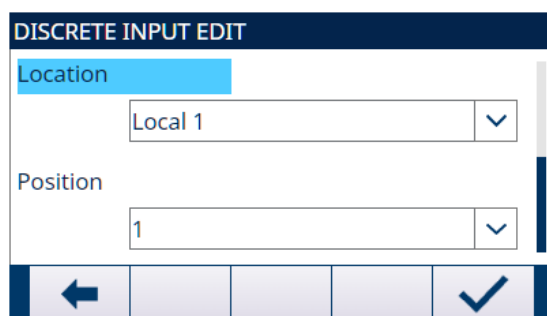 DISCRETE INPUT EDIT
Location
Local 1
Position
1